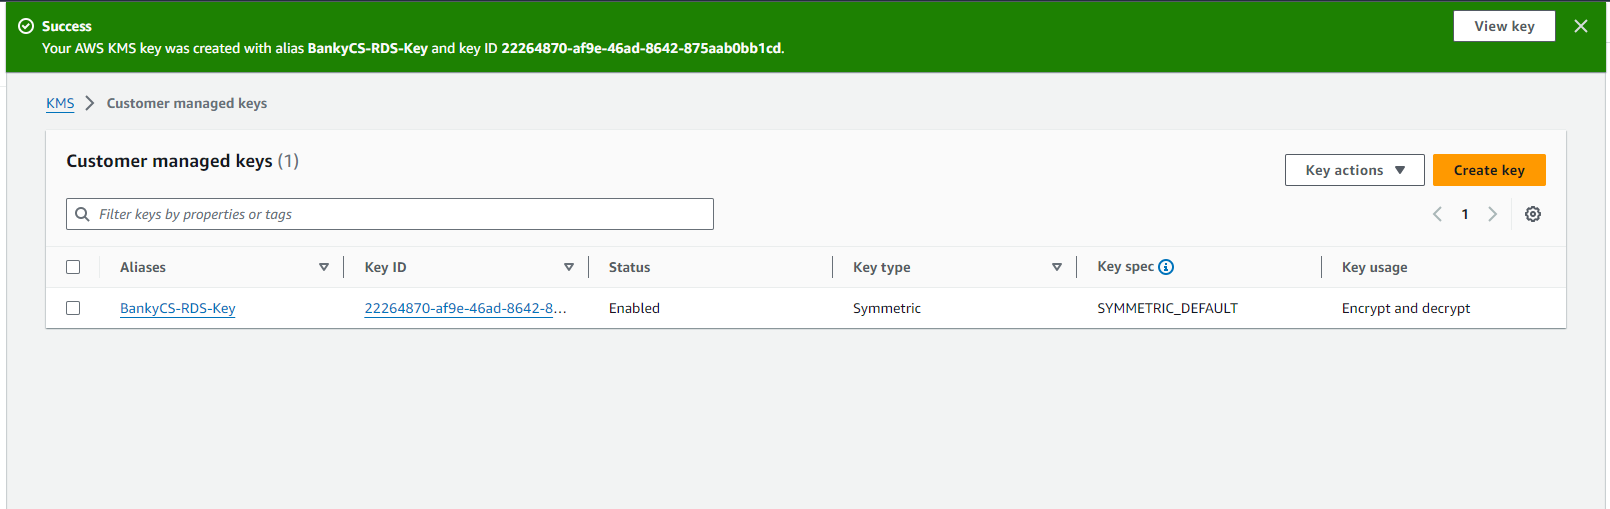 Success
View key
Your AWS KMS key was created with alias BankyCS-RDS-Key and key ID 22264870-af9e-46ad-8642-875aab0bb1cd.
KMS > Customer managed keys
Customer managed keys (1)
Key actions
Create key
Filter keys by properties or tags
1
Aliases Key ID Status Key type Key spec Key usage
BankyCS-RDS-Key 22264870-af9e-46ad-8642-8... Enabled Symmetric SYMMETRIC_DEFAULT Encrypt and decrypt